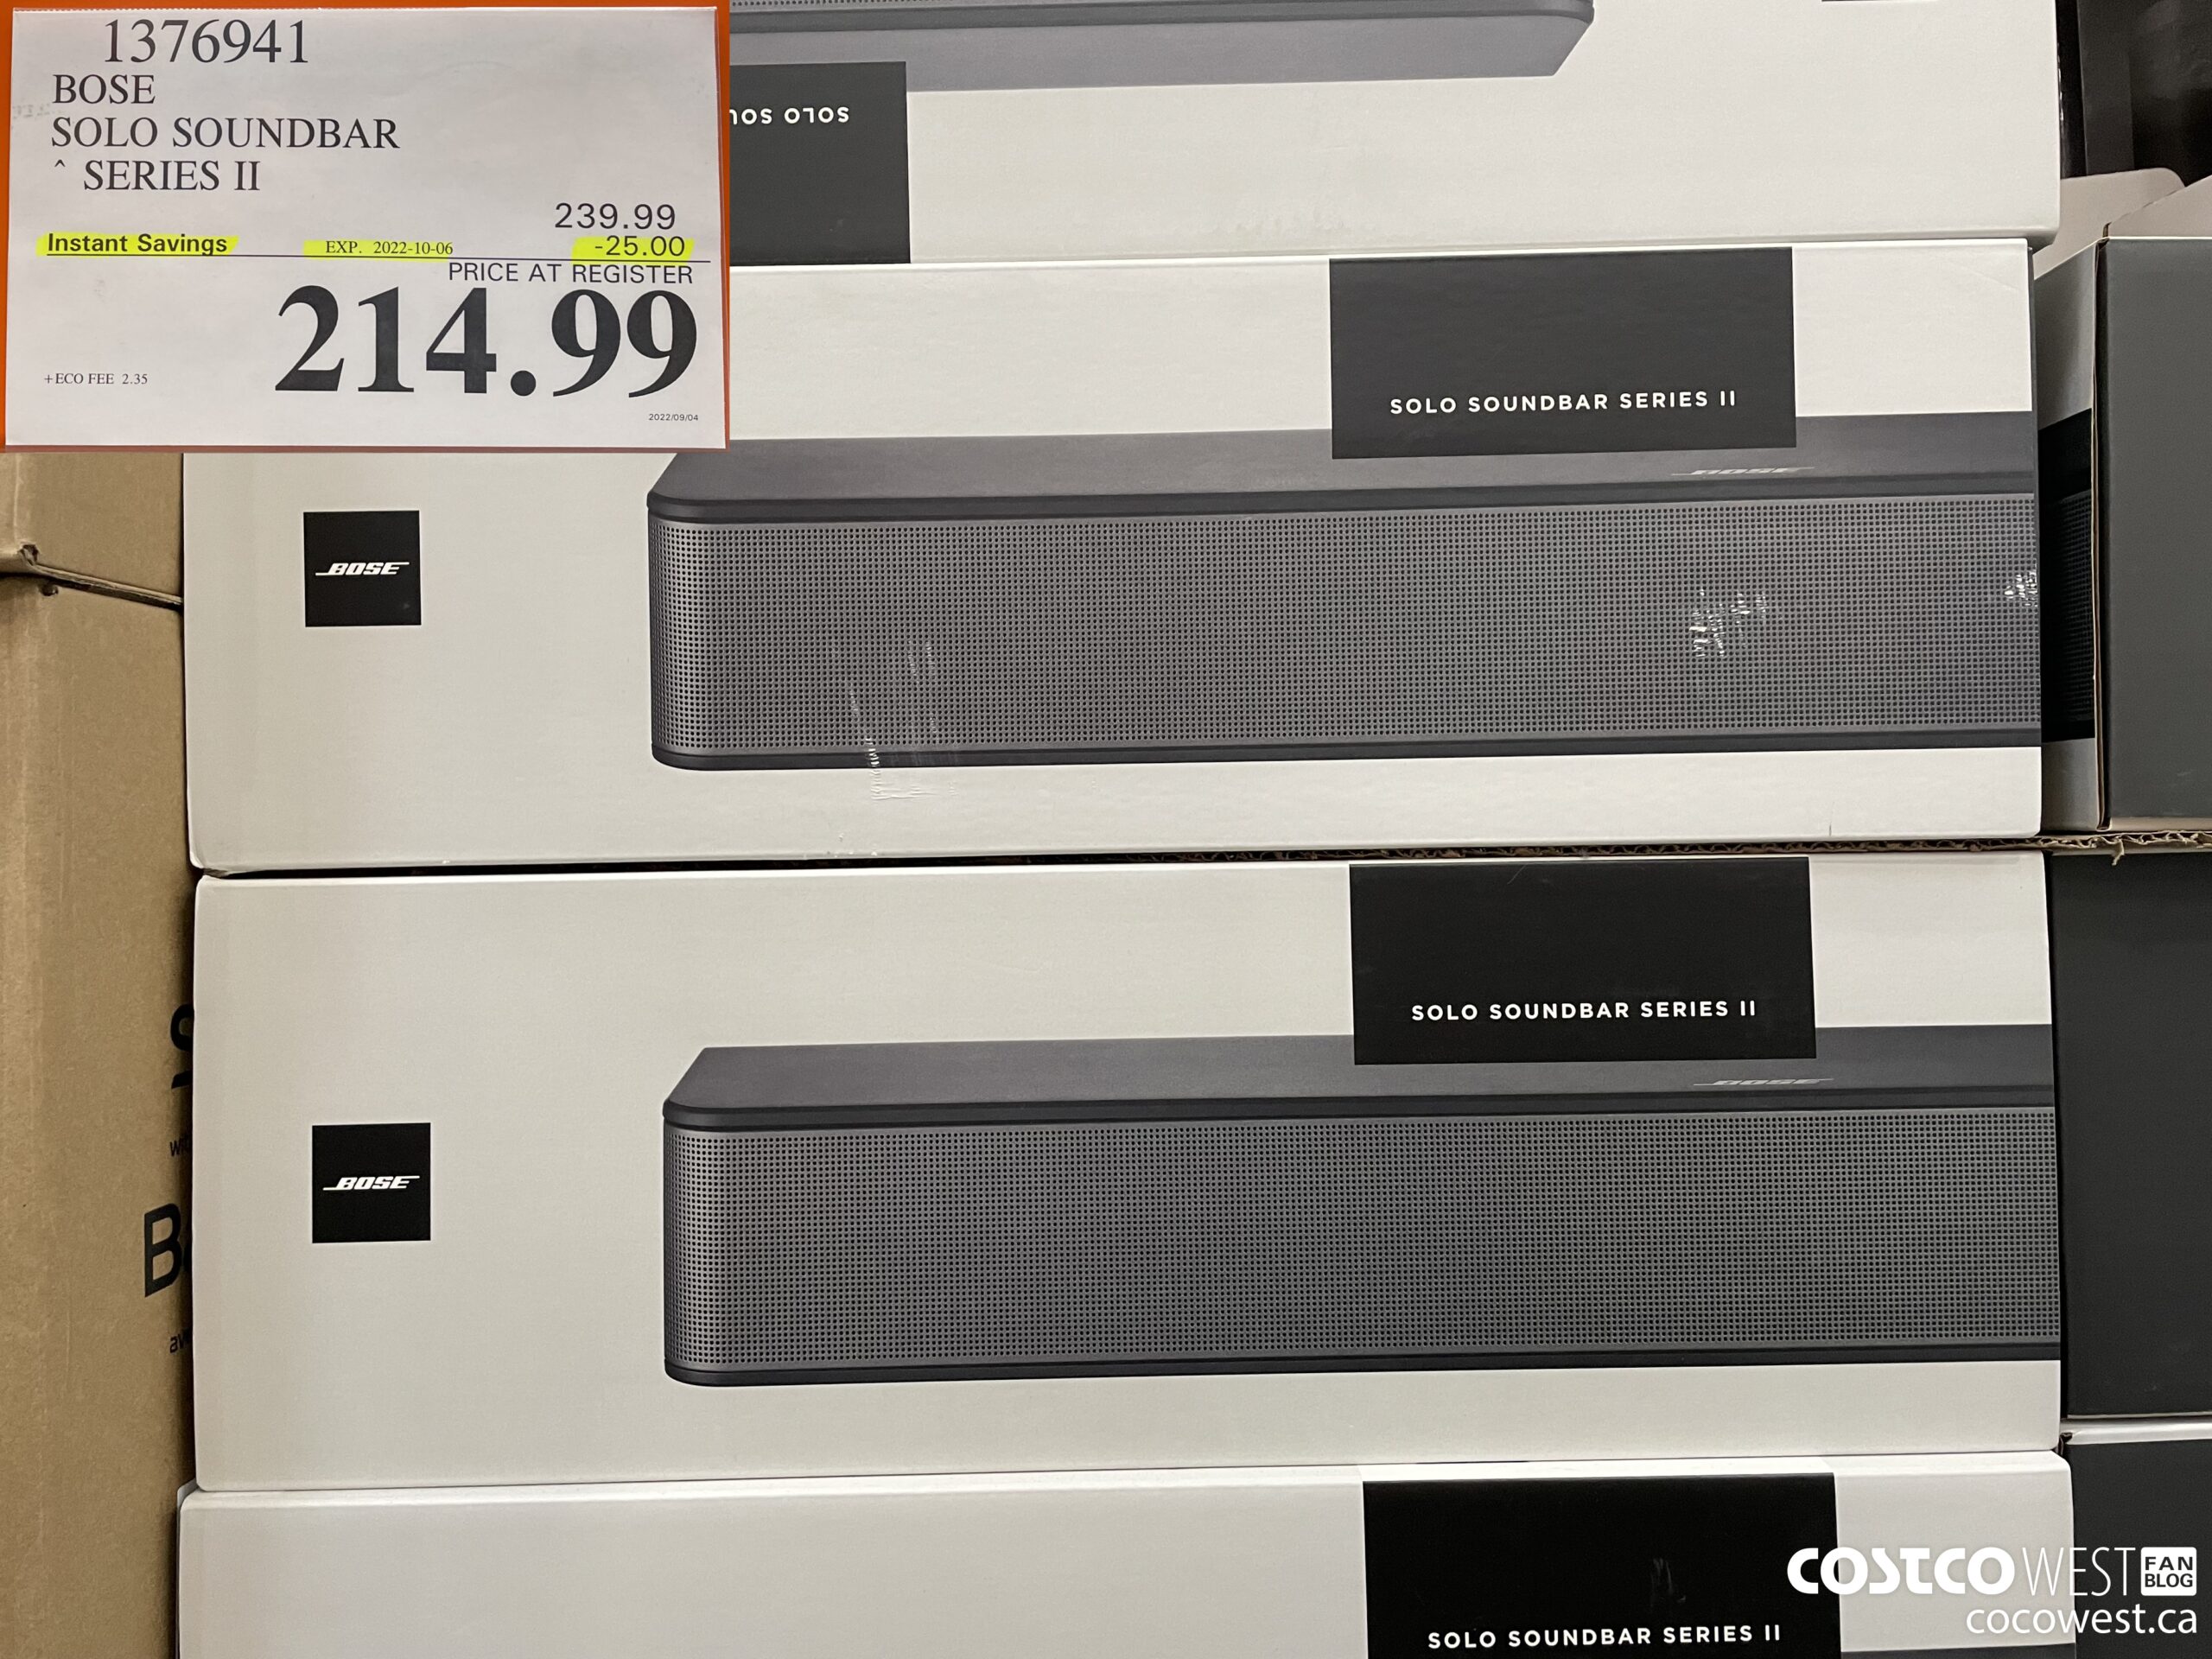 1376941
BOSE
SOLO SOUNDBAR
^ SERIES II
239.99
Instant Savings EXP. 2022-10-06 -25.00
PRICE AT REGISTER
214.99
+ECO FEE 2.35
2022/09/04
SOLO
SOLO SOUNDBAR SERIES II
BOSE
BOSE
SOLO SOUNDBAR SERIES II
BOSE
BOSE
SOLO SOUNDBAR SERIES II
COSTCO WEST FAN BLOG
cocowest.ca